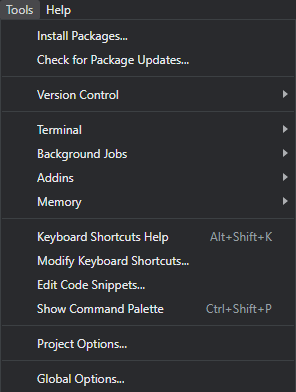 Tools Help
Install Packages...
Check for Package Updates...
Version Control
Terminal
Background Jobs
Addins
Memory
Keyboard Shortcuts Help Alt+Shift+K
Modify Keyboard Shortcuts...
Edit Code Snippets...
Show Command Palette Ctrl+Shift+P
Project Options...
Global Options...